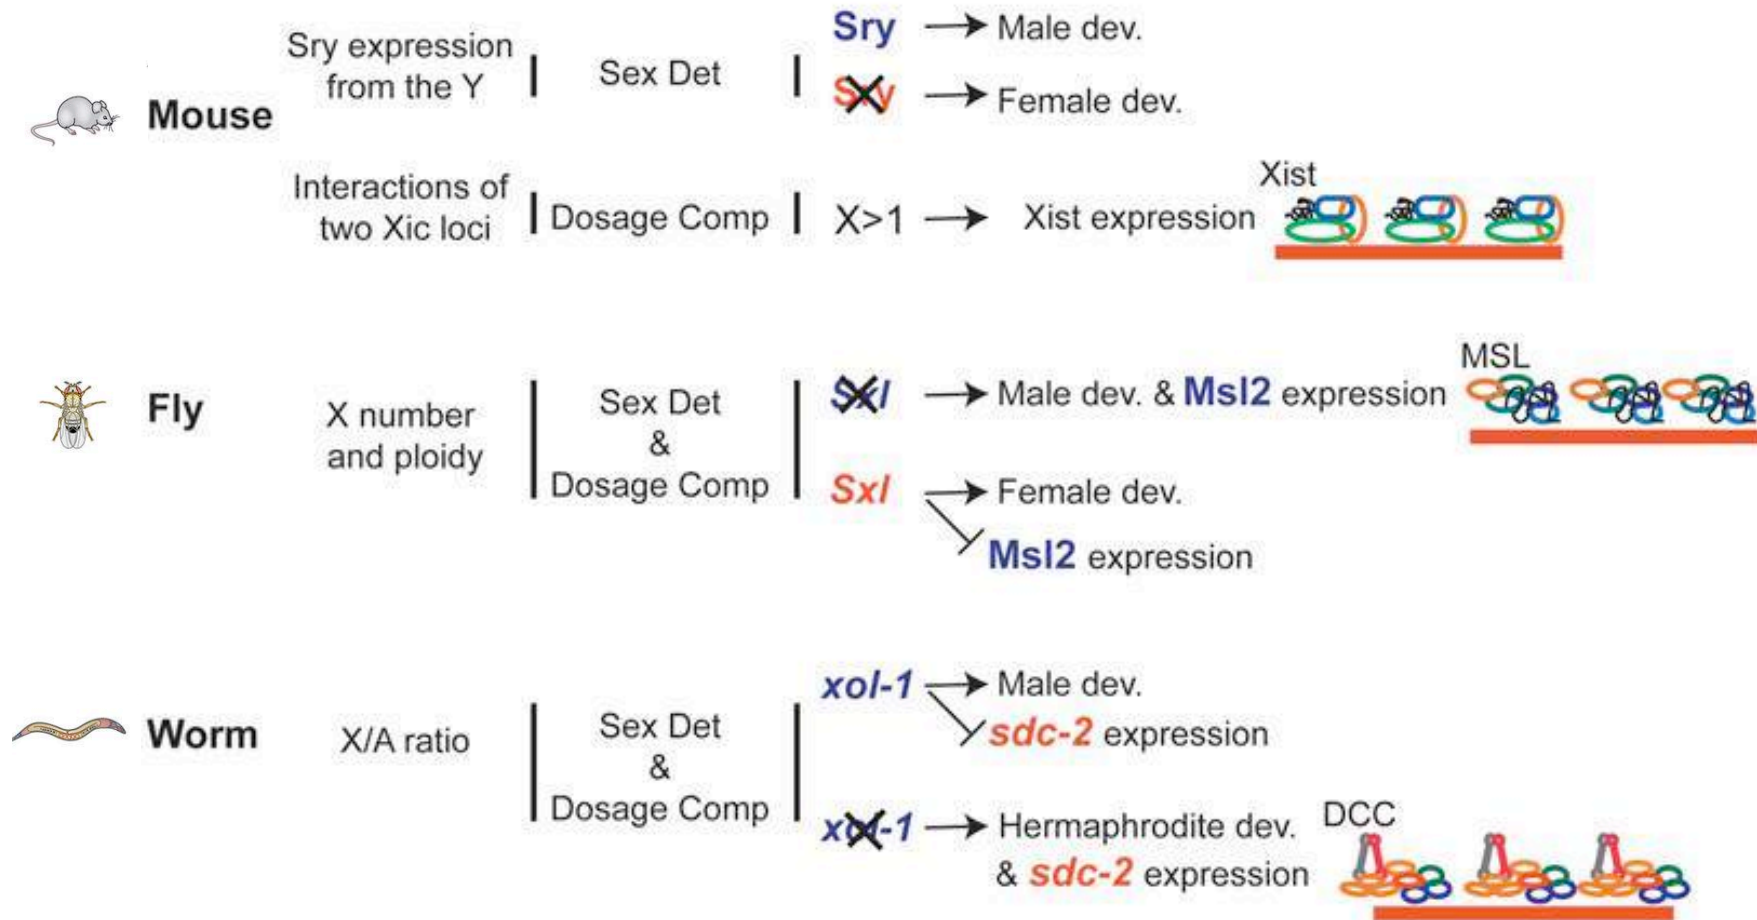 Mouse
Sry expression
from the Y
Sex Det
Sry
Male dev.
Sry
Female dev.
Interactions of
two Xic loci
Dosage Comp
X>1
Xist expression
Xist
Fly
X number
and ploidy
Sex Det
&
Dosage Comp
Sxl
Male dev. & Msl2 expression
MSL
Sxl
Female dev.
Msl2 expression
Worm
X/A ratio
Sex Det
&
Dosage Comp
xol-1
Male dev.
sdc-2 expression
xol-1
Hermaphrodite dev.
& sdc-2 expression
DCC